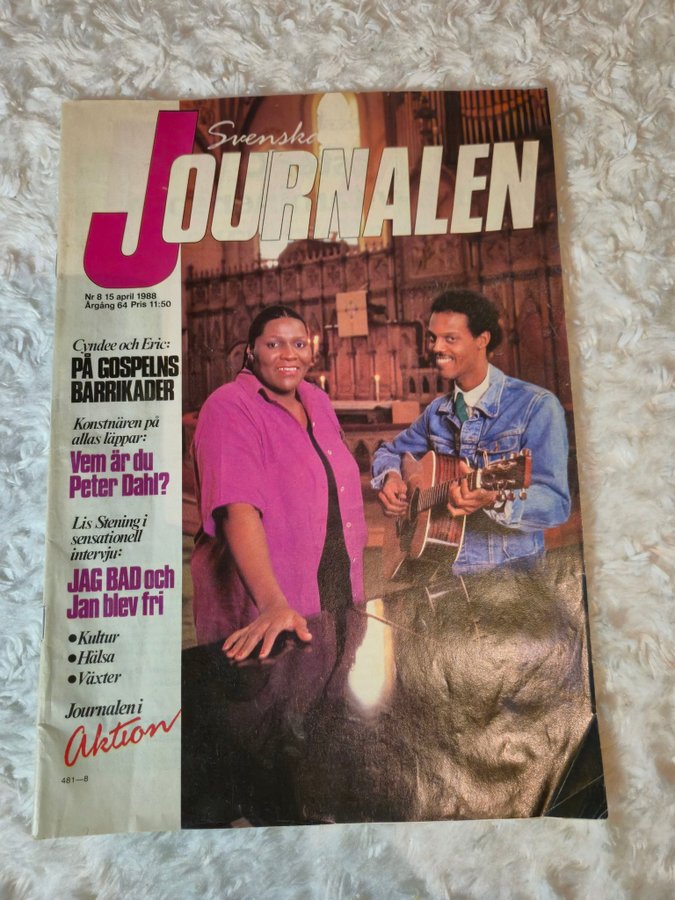 Svenska
JOURNALEN
Nr 8 15 april 1988
Årgång 64 Pris 11:50
Cyndee och Eric:
PÅ GOSPELNS
BARRIKADER
Konstnären på
allas läppar:
Vem är du
Peter Dahl?
Lis Stening i
sensationell
intervju:
JAG BAD och
Jan blev fri
•Kultur
•Hälsa
•Växter
Journalen i
Aktion
481—8